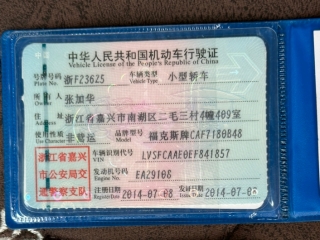 中华人民共和国机动车行驶证
Vehicle License of the People's Republic of China
号牌号码 浙F23625 车辆类型 小型轿车
Plate No. Vehicle Type
所有人 张加华
Owner
住址 浙江省嘉兴市南湖区二毛三村4幢409室
Address
使用性质 非营运 品牌型号 福克斯牌CAF7180B48
Use Character Model
浙江省嘉兴
市公安局交
通警察支队
车辆识别代号 LVSFCAAE0EF841857
VIN
发动机号码 EA29108
Engine No.
注册日期 2014-07-08 发证日期 2014-07-08
Register Date Issue Date